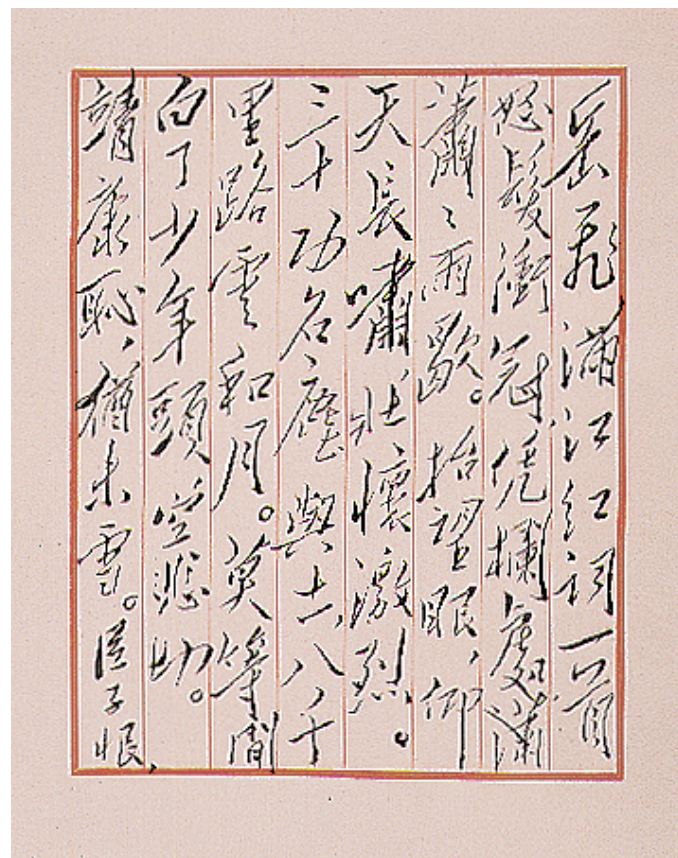 岳飛滿江紅詞一首
怒髮衝冠,凭欄處瀟
瀟〻雨歇。抬望眼,仰
天長嘯,壯懷激烈。
三十功名塵與土,八千
里路雲和月。莫等閒
白了少年頭空悲切。
靖康恥,猶未雪。臣子恨,